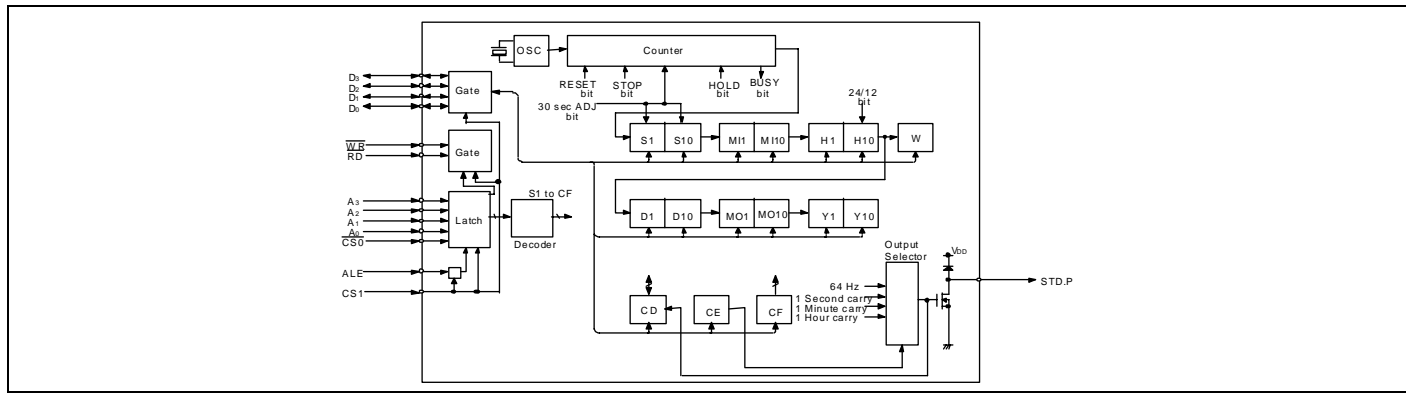 OSC
Counter
RESET bit
STOP bit
HOLD bit
BUSY bit
30 sec ADJ bit
24/12 bit
D3
D2
D1
D0
Gate
WR
RD
Gate
S1 S10 MI1 MI10 H1 H10 W
A3
A2
A1
A0
CS0
Latch
S1 to CF
Decoder
D1 D10 MO1 MO10 Y1 Y10
ALE
CS1
Output
Selector
VDD
STD.P
64 Hz
1 Second carry
1 Minute carry
1 Hour carry
CD CE CF